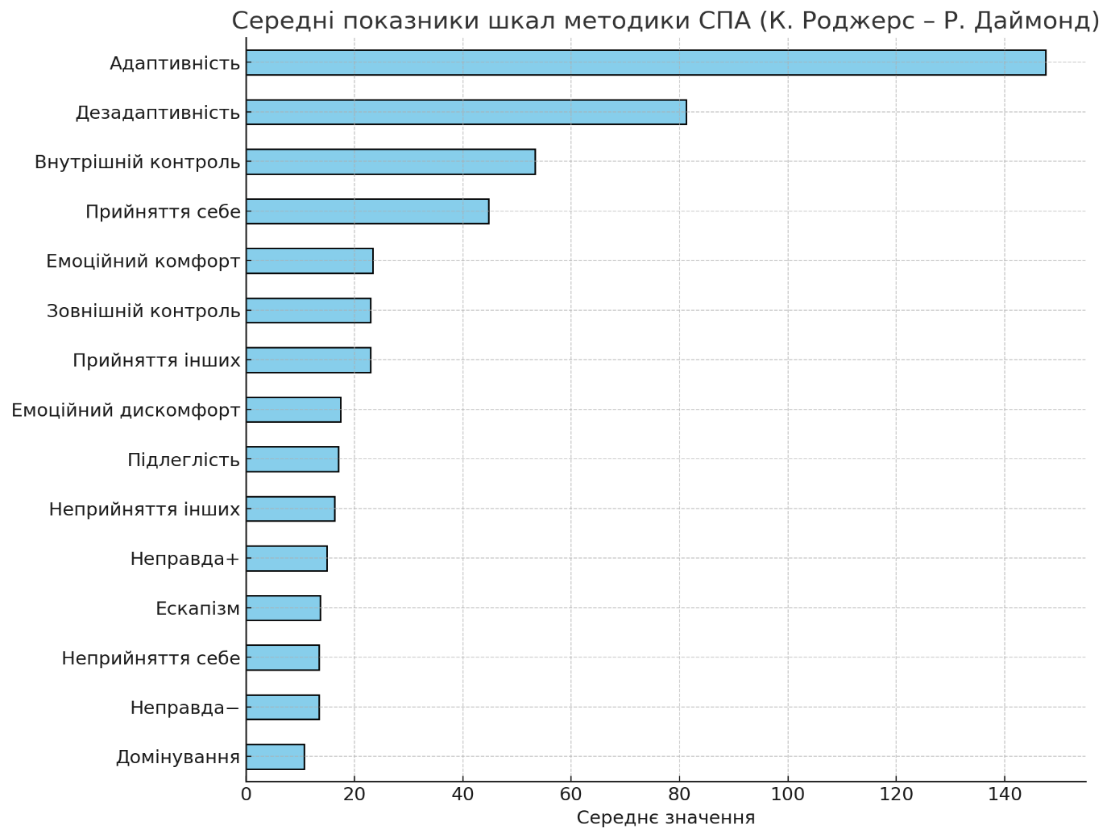 Середні показники шкал методики СПА (К. Роджерс – Р. Даймонд)
Адаптивність
Дезадаптивність
Внутрішній контроль
Прийняття себе
Емоційний комфорт
Зовнішній контроль
Прийняття інших
Емоційний дискомфорт
Підлеглість
Неприйняття інших
Неправда+
Ескапізм
Неприйняття себе
Неправда−
Домінування
0 20 40 60 80 100 120 140
Середнє значення